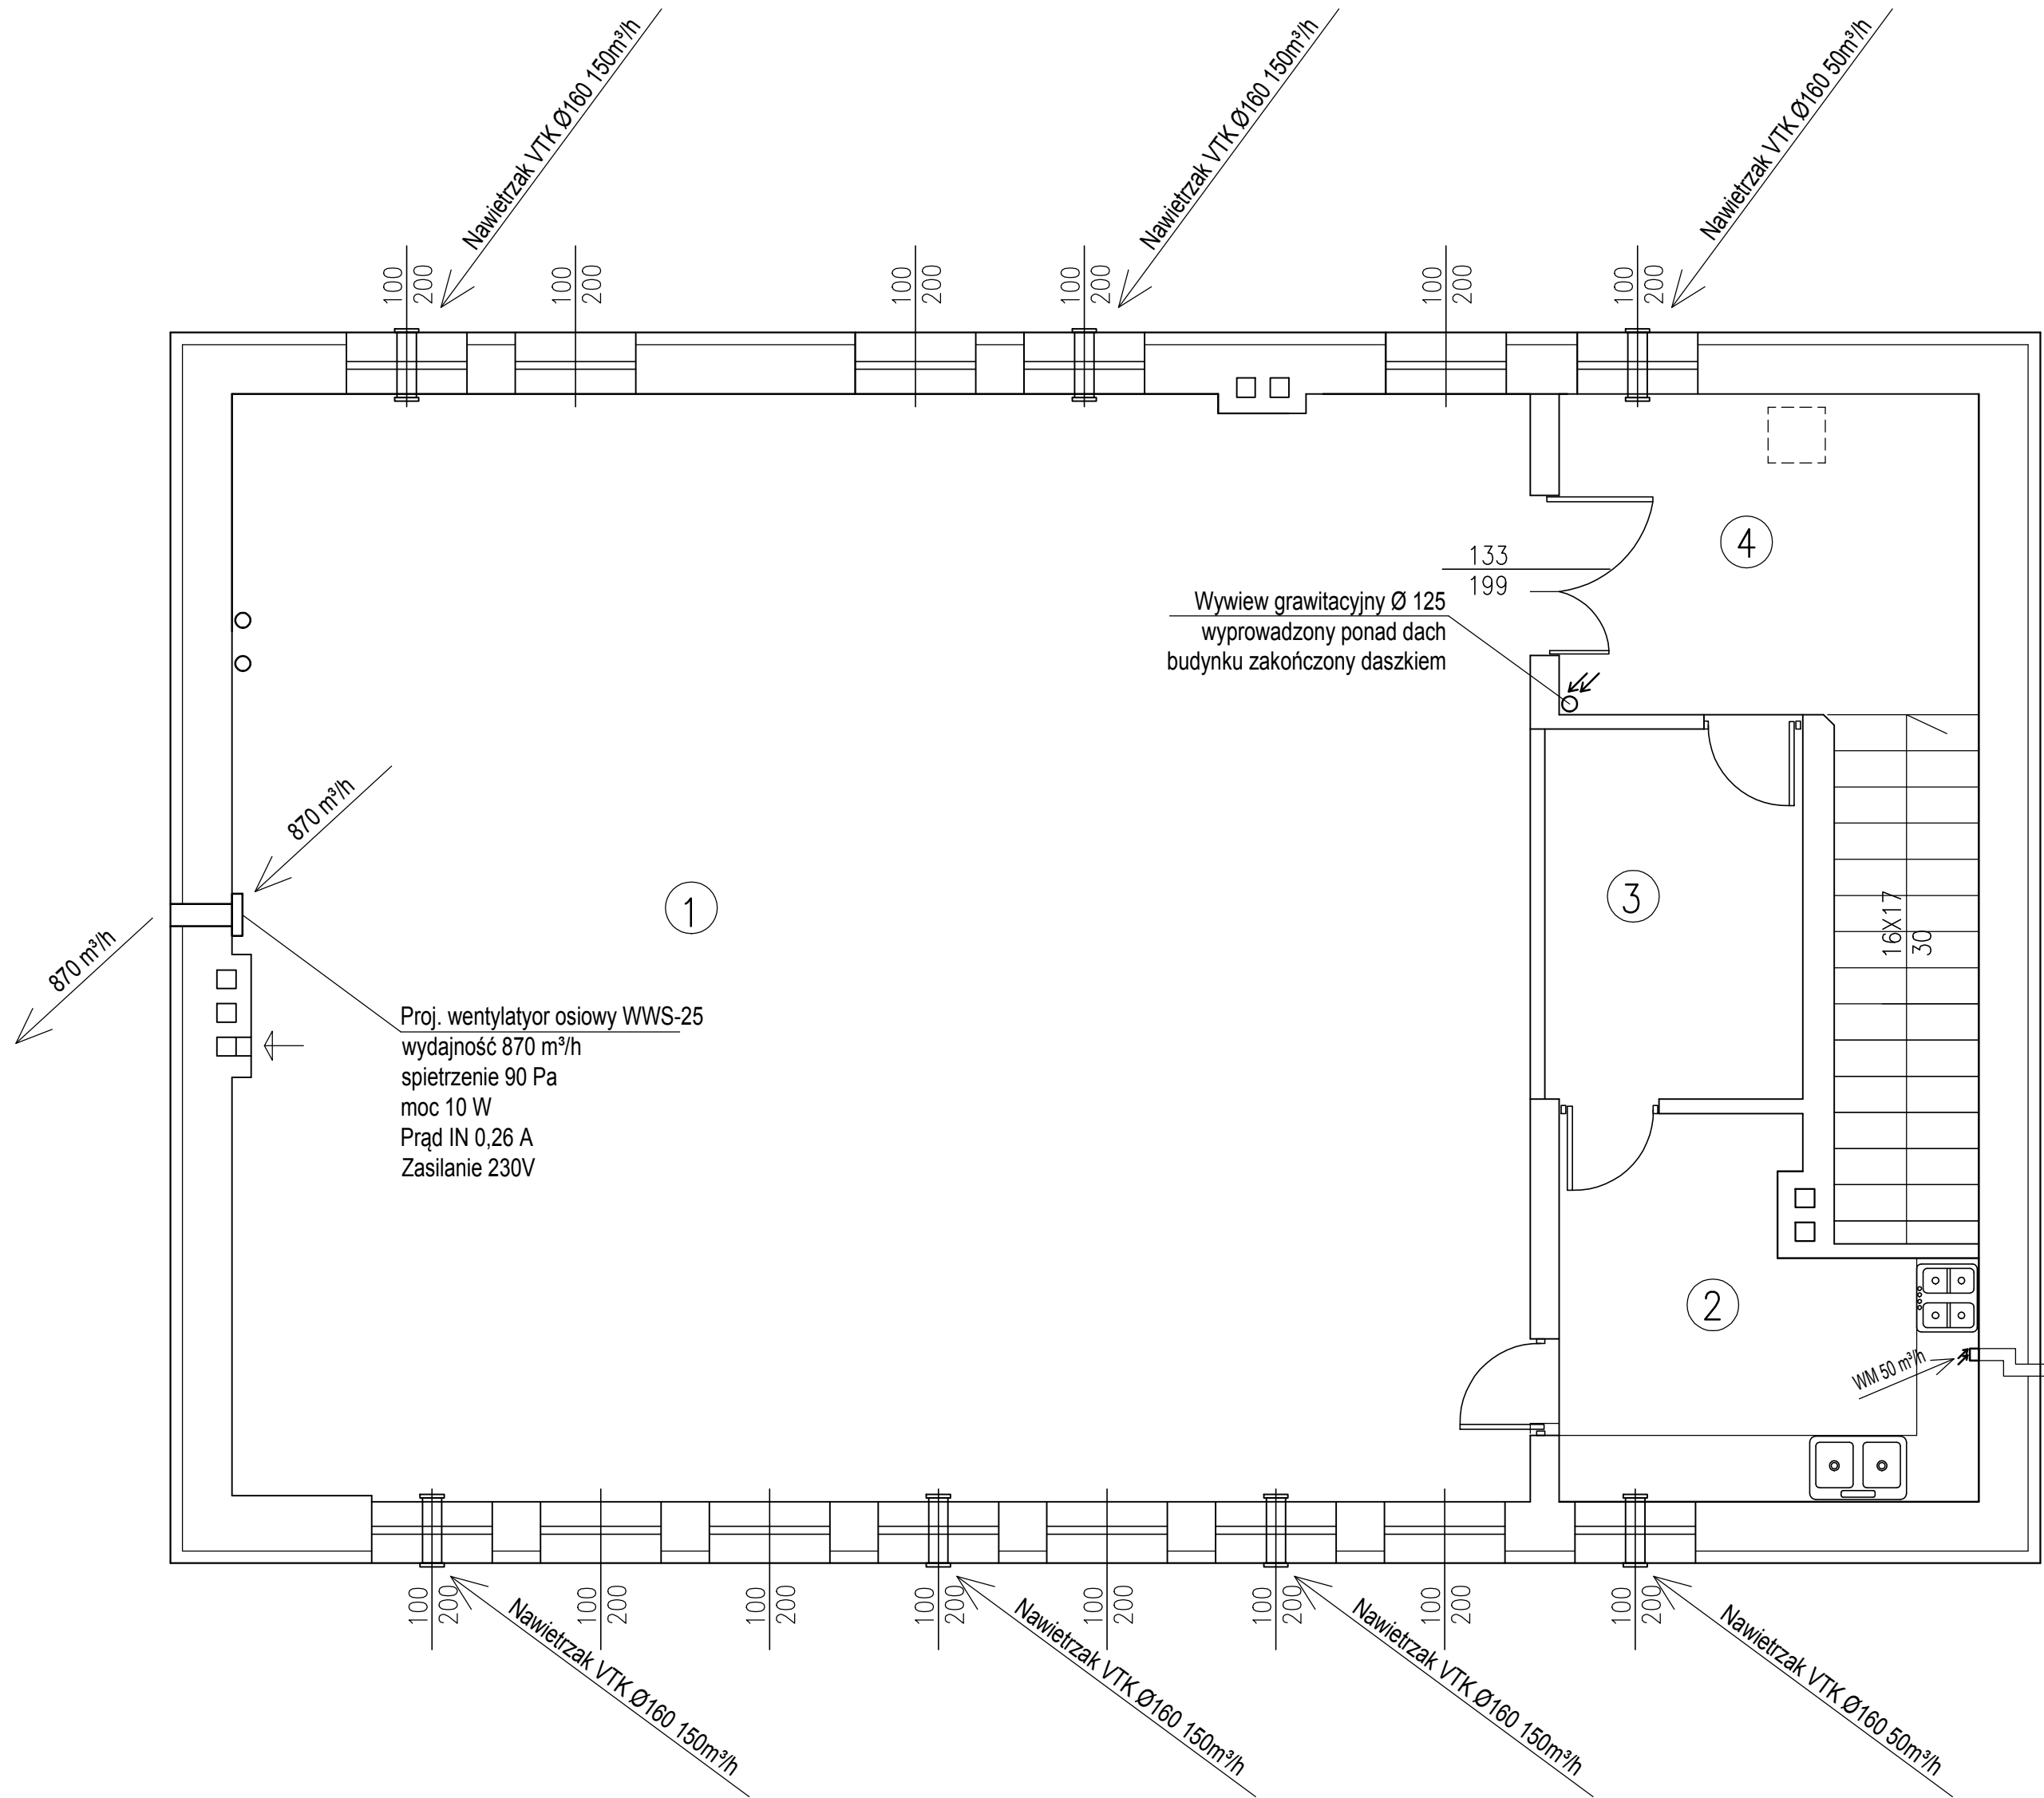 Nawietrzak VTK Ø160 150m³/h
Nawietrzak VTK Ø160 150m³/h
Nawietrzak VTK Ø160 50m³/h
100
200
100
200
100
200
100
200
100
200
100
200
4
133
199
Wywiew grawitacyjny Ø 125
wyprowadzony ponad dach
budynku zakończony daszkiem
870 m³/h
870 m³/h
1
3
16X17
30
Proj. wentylatyor osiowy WWS-25
wydajność 870 m³/h
spietrzenie 90 Pa
moc 10 W
Prąd IN 0,26 A
Zasilanie 230V
2
WM 50 m³/h
100
200
100
200
100
200
100
200
100
200
100
200
100
200
100
200
Nawietrzak VTK Ø160 150m³/h
Nawietrzak VTK Ø160 150m³/h
Nawietrzak VTK Ø160 150m³/h
Nawietrzak VTK Ø160 50m³/h